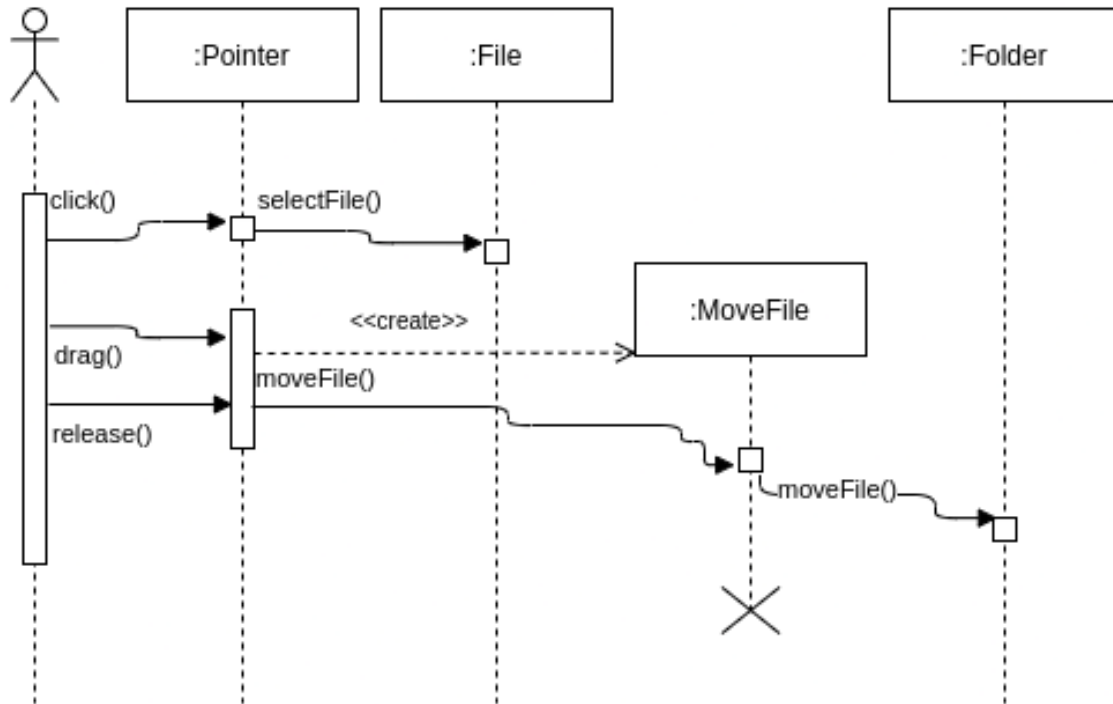 :Pointer
:File
:Folder
click()
selectFile()
:MoveFile
<<create>>
drag()
moveFile()
release()
moveFile()